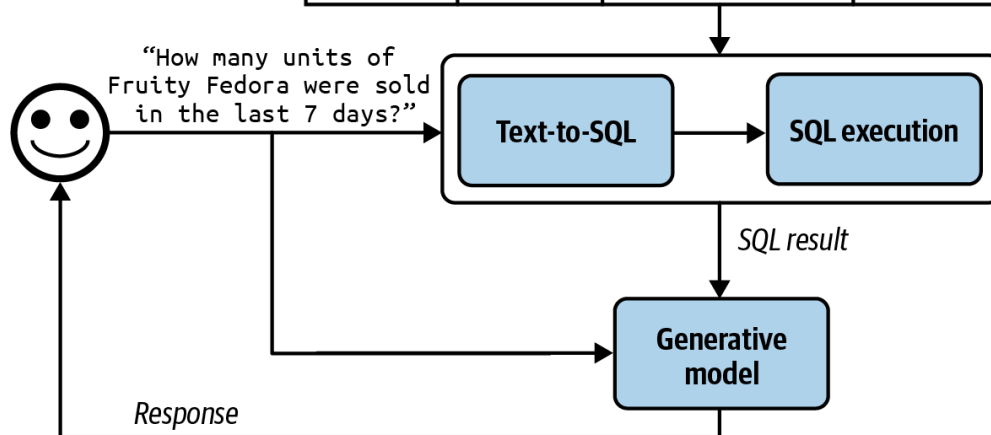 “How many units of
Fruity Fedora were sold
in the last 7 days?”
Text-to-SQL
SQL execution
SQL result
Generative
model
Response